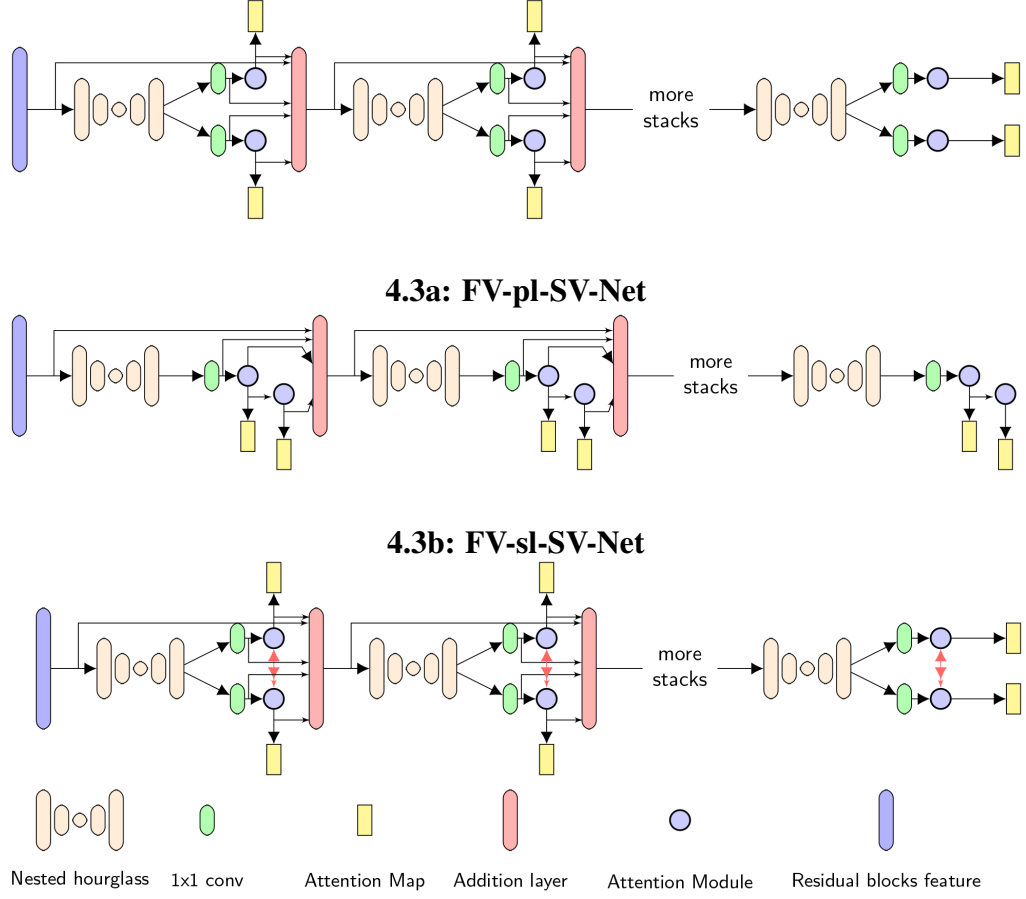 more
stacks
4.3a: FV-pl-SV-Net
more
stacks
4.3b: FV-sl-SV-Net
more
stacks
Nested hourglass
1x1 conv
Attention Map
Addition layer
Attention Module
Residual blocks feature